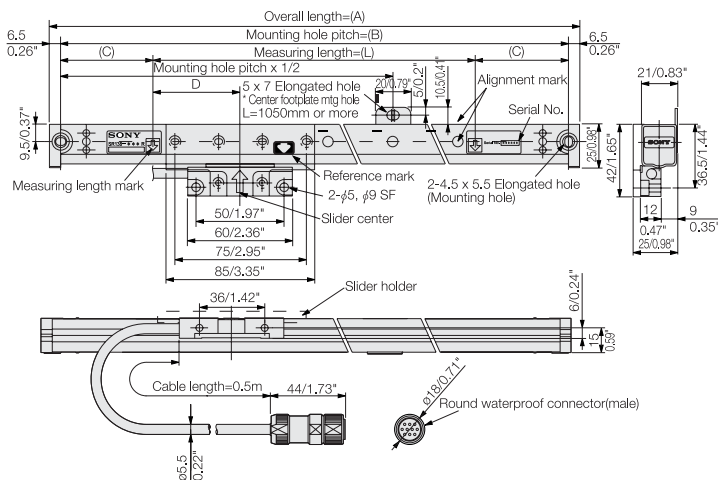 Overall length=(A)
6.5
0.26"
Mounting hole pitch=(B)
6.5
0.26"
(C)
Measuring length=(L)
(C)
Mounting hole pitch x 1/2
D
5 x 7 Elongated hole
* Center footplate mtg hole
L=1050mm or more
20/0.79"
5/0.2"
10.5/0.41"
Alignment mark
Serial No.
21/0.83"
9.5/0.37"
SONY
25/0.98"
42/1.65"
SONY
36.5/1.44"
Measuring length mark
Reference mark
2-φ5, φ9 SF
Slider center
2-4.5 x 5.5 Elongated hole
(Mounting hole)
50/1.97"
60/2.36"
75/2.95"
85/3.35"
12
0.47"
9
0.35"
25/0.98"
Slider holder
36/1.42"
6/0.24"
15
0.59"
Cable length=0.5m
44/1.73"
ø18/0.71"
Round waterproof connector(male)
ø5.5
0.22"